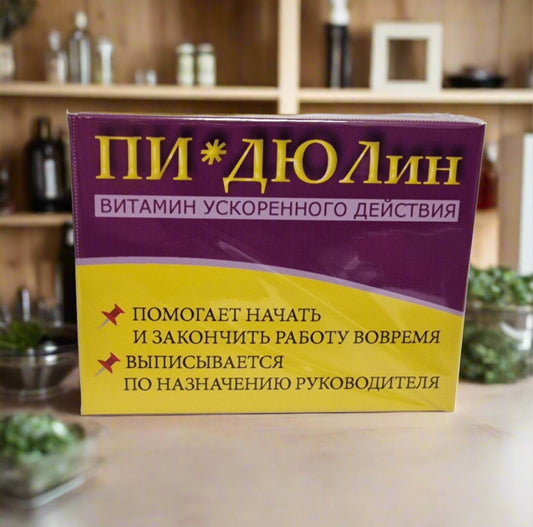 ПИ*ДЮЛин
ВИТАМИН УСКОРЕННОГО ДЕЙСТВИЯ
ПОМОГАЕТ НАЧАТЬ
И ЗАКОНЧИТЬ РАБОТУ ВОВРЕМЯ
ВЫПИСЫВАЕТСЯ
ПО НАЗНАЧЕНИЮ РУКОВОДИТЕЛЯ